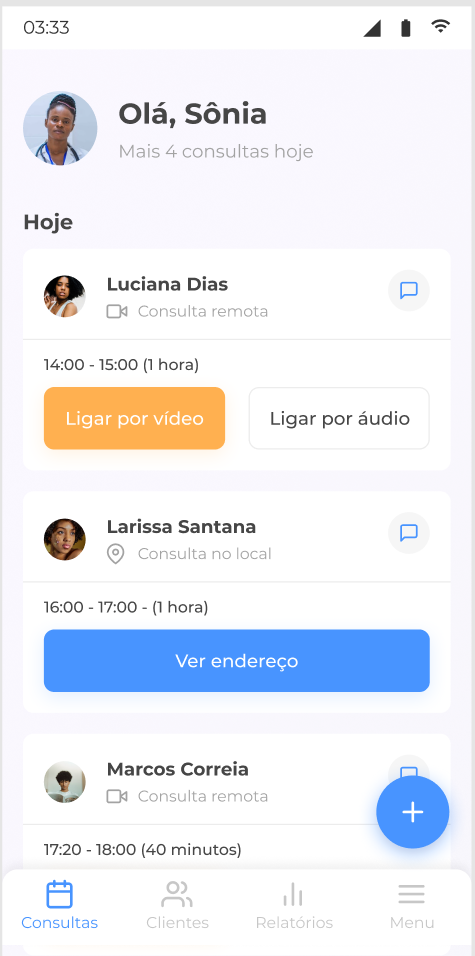 03:33
Olá, Sônia
Mais 4 consultas hoje
Hoje
Luciana Dias
Consulta remota
14:00 - 15:00 (1 hora)
Ligar por vídeo
Ligar por áudio
Larissa Santana
Consulta no local
16:00 - 17:00 - (1 hora)
Ver endereço
Marcos Correia
Consulta remota
17:20 - 18:00 (40 minutos)
Consultas
Clientes
Relatórios
Menu